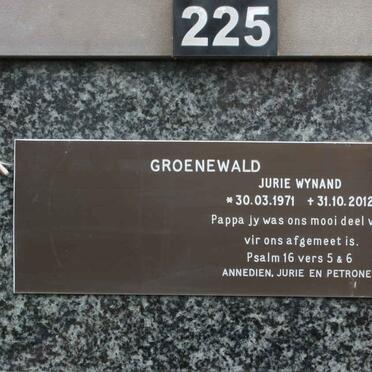 225
GROENEWALD
JURIE WYNAND
* 30.03.1971 + 31.10.2012
Pappa jy was ons mooi deel
vir ons afgemeet is.
Psalm 16 vers 5 & 6
ANNEDIEN, JURIE EN